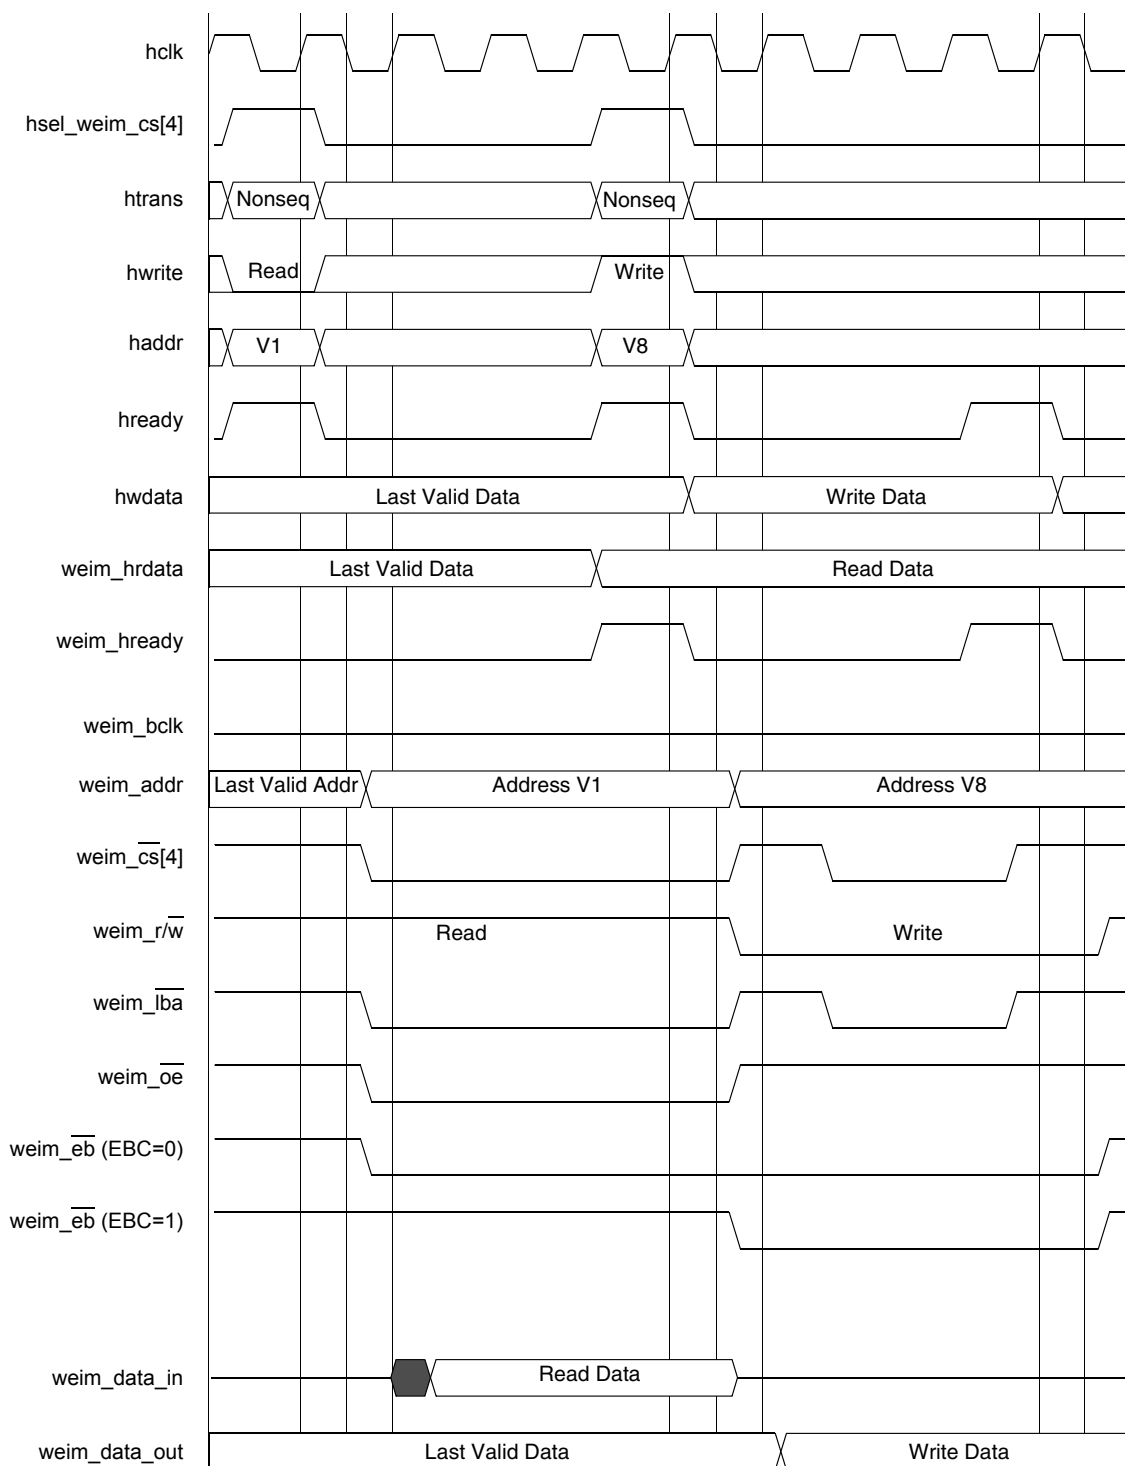 hclk
hsel_weim_cs[4]
htrans Nonseq Nonseq
hwrite Read Write
haddr V1 V8
hready
hwdata Last Valid Data Write Data
weim_hrdata Last Valid Data Read Data
weim_hready
weim_bclk
weim_addr Last Valid Addr Address V1 Address V8
weim_cs[4]
weim_r/w Read Write
weim_lba
weim_oe
weim_eb (EBC=0)
weim_eb (EBC=1)
weim_data_in Read Data
weim_data_out Last Valid Data Write Data